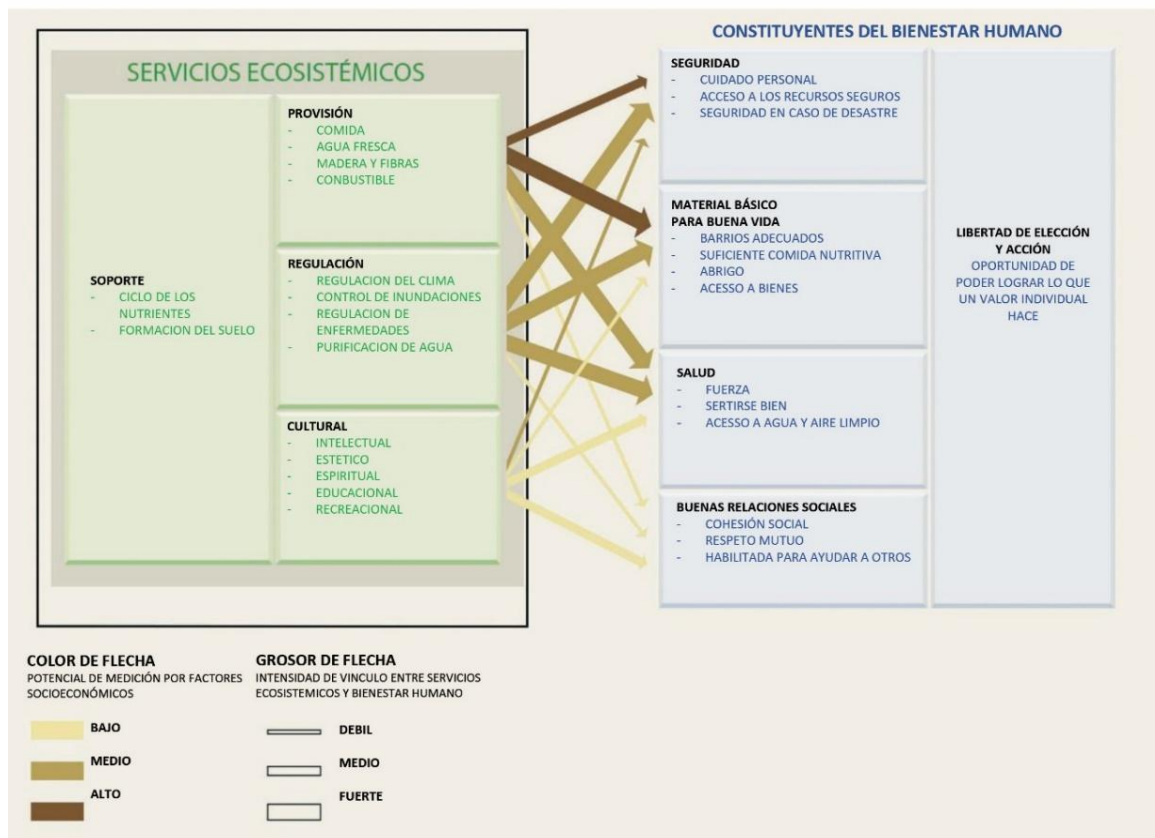 SERVICIOS ECOSISTÉMICOS
SOPORTE
- CICLO DE LOS
NUTRIENTES
- FORMACION DEL SUELO
PROVISIÓN
- COMIDA
- AGUA FRESCA
- MADERA Y FIBRAS
- CONBUSTIBLE
REGULACIÓN
- REGULACION DEL CLIMA
- CONTROL DE INUNDACIONES
- REGULACION DE
ENFERMEDADES
- PURIFICACION DE AGUA
CULTURAL
- INTELECTUAL
- ESTETICO
- ESPIRITUAL
- EDUCACIONAL
- RECREACIONAL
CONSTITUYENTES DEL BIENESTAR HUMANO
SEGURIDAD
- CUIDADO PERSONAL
- ACCESO A LOS RECURSOS SEGUROS
- SEGURIDAD EN CASO DE DESASTRE
MATERIAL BÁSICO
PARA BUENA VIDA
- BARRIOS ADECUADOS
- SUFICIENTE COMIDA NUTRITIVA
- ABRIGO
- ACESSO A BIENES
SALUD
- FUERZA
- SERTIRSE BIEN
- ACESSO A AGUA Y AIRE LIMPIO
BUENAS RELACIONES SOCIALES
- COHESIÓN SOCIAL
- RESPETO MUTUO
- HABILITADA PARA AYUDAR A OTROS
LIBERTAD DE ELECCIÓN
Y ACCIÓN
OPORTUNIDAD DE
PODER LOGRAR LO QUE
UN VALOR INDIVIDUAL
HACE
COLOR DE FLECHA
POTENCIAL DE MEDICIÓN POR FACTORES
SOCIOECONÓMICOS
BAJO
MEDIO
ALTO
GROSOR DE FLECHA
INTENSIDAD DE VINCULO ENTRE SERVICIOS
ECOSISTEMICOS Y BIENESTAR HUMANO
DEBIL
MEDIO
FUERTE